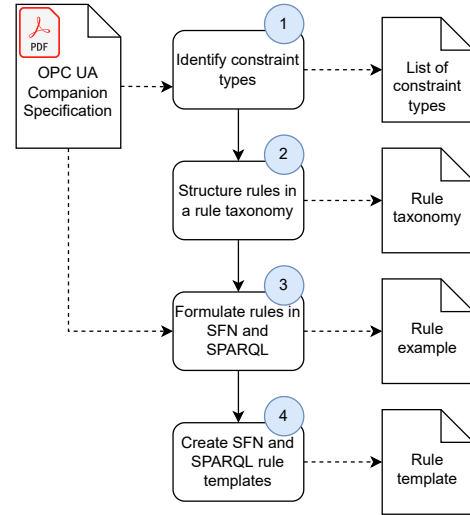 PDF
OPC UA
Companion
Specification
1
Identify constraint
types
List of
constraint
types
2
Structure rules in
a rule taxonomy
Rule
taxonomy
3
Formulate rules in
SFN and
SPARQL
Rule
example
4
Create SFN and
SPARQL rule
templates
Rule
template